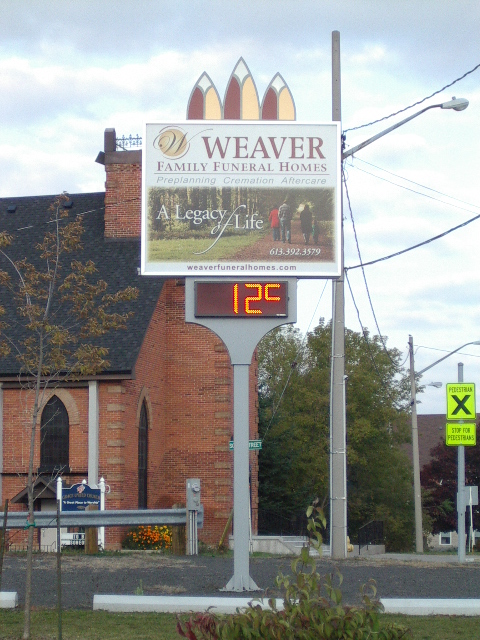 W WEAVER
FAMILY FUNERAL HOMES
Preplanning Cremation Aftercare
A Legacy
of Life
613.392.3579
weaverfuneralhomes.com
12c
PEDESTRIAN
X
STOP FOR
PEDESTRIANS
STREET